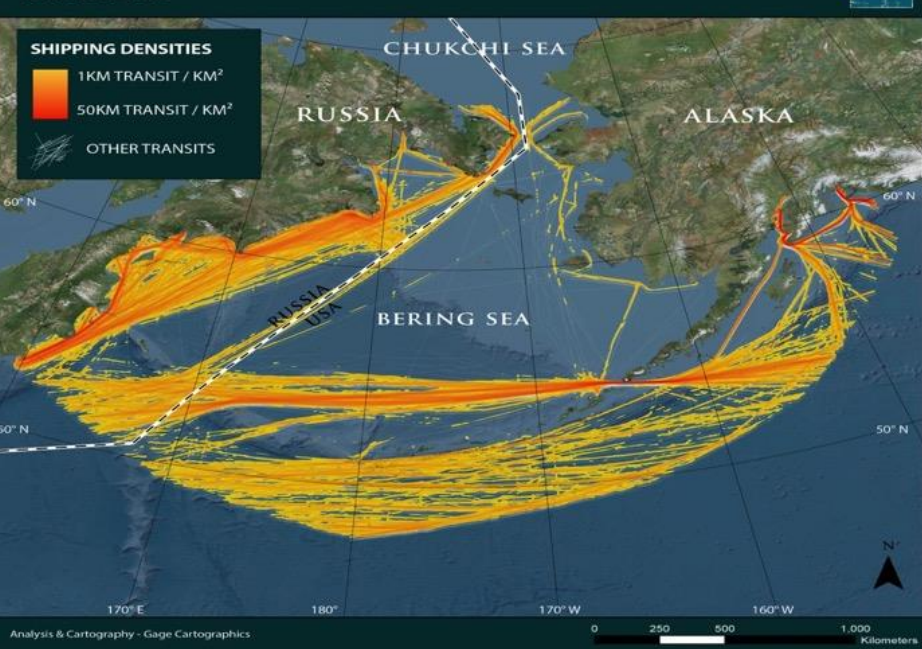 SHIPPING DENSITIES
1KM TRANSIT / KM²
50KM TRANSIT / KM²
OTHER TRANSITS
CHUKCHI SEA
RUSSIA
ALASKA
60° N
60° N
RUSSIA
USA
BERING SEA
50° N
50° N
N
170° E
180°
170° W
160° W
Analysis & Cartography - Gage Cartographics
0 250 500 1,000
Kilometers